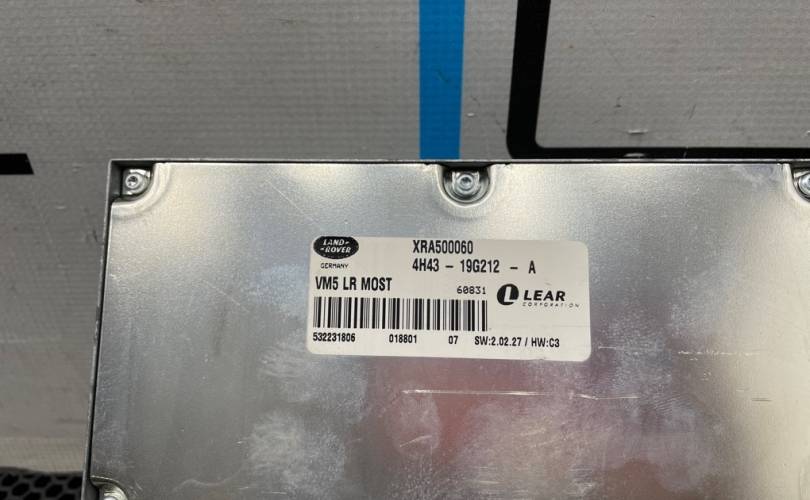 LAND-
-ROVER
GERMANY
XRA500060
4H43 - 19G212 - A
VM5 LR MOST
60831
LEAR
CORPORATION
532231806 018801 07 SW:2.02.27 / HW:C3